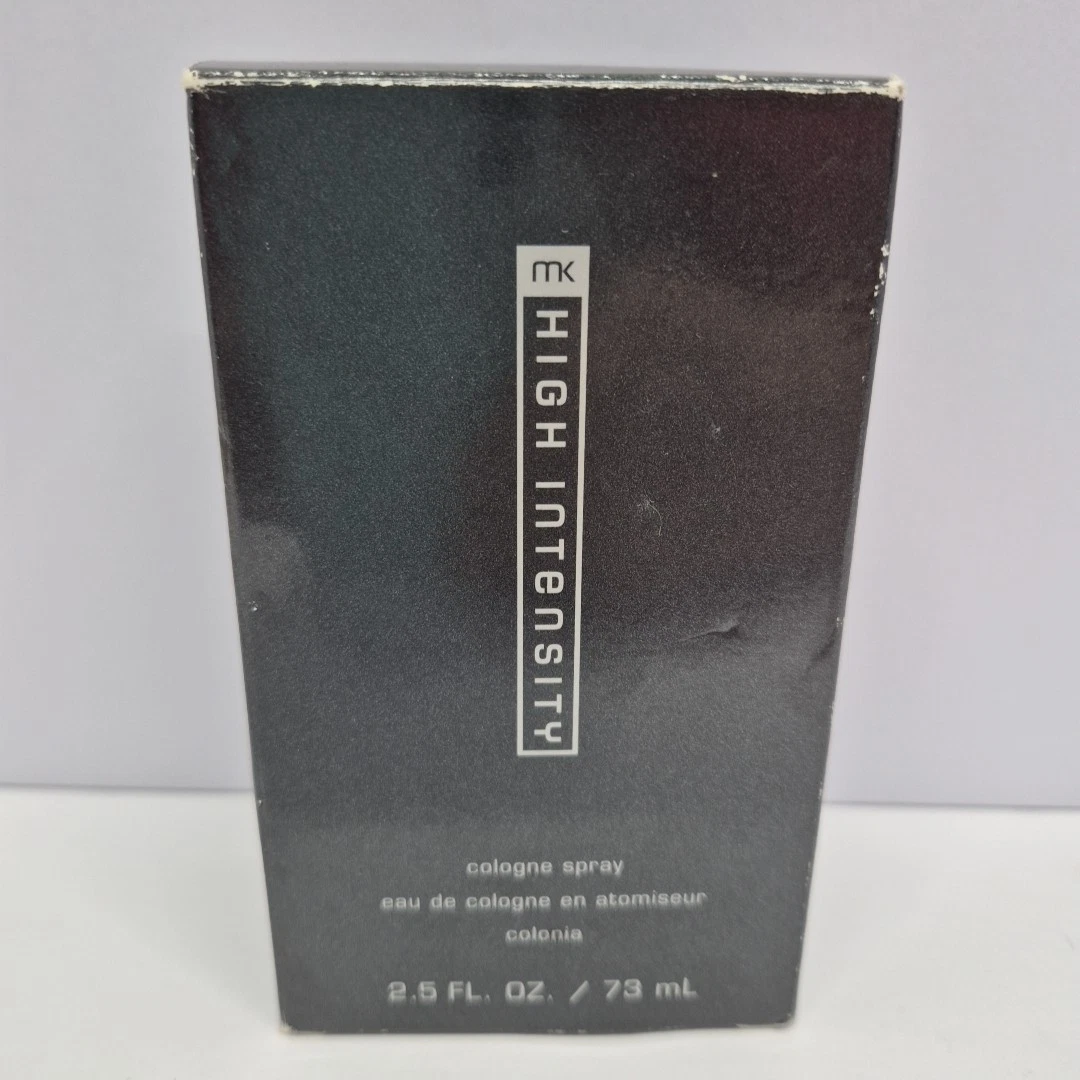 mK
HIGH INTENSITY
cologne spray
eau de cologne en atomiseur
colonia
2.5 FL. OZ. / 73 mL